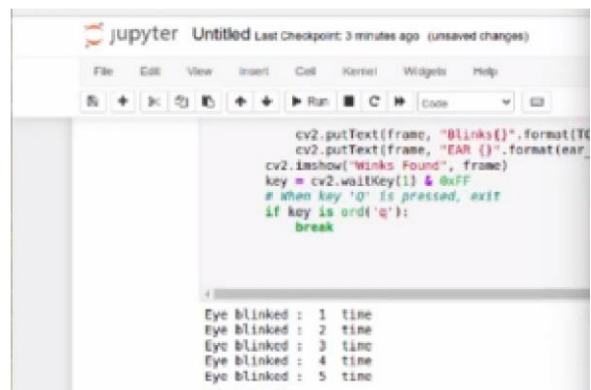 jupyter Untitled Last Checkpoint: 3 minutes ago (unsaved changes)
File Edit View Insert Cell Kernel Widgets Help
Run Code
cv2.putText(frame, "Blinks{}".format(TO
cv2.putText(frame, "EAR {}".format(ear_
cv2.imshow("Winks Found", frame)
key = cv2.waitKey(1) & 0xFF
# When key 'Q' is pressed, exit
if key is ord('q'):
break
Eye blinked : 1 time
Eye blinked : 2 time
Eye blinked : 3 time
Eye blinked : 4 time
Eye blinked : 5 time